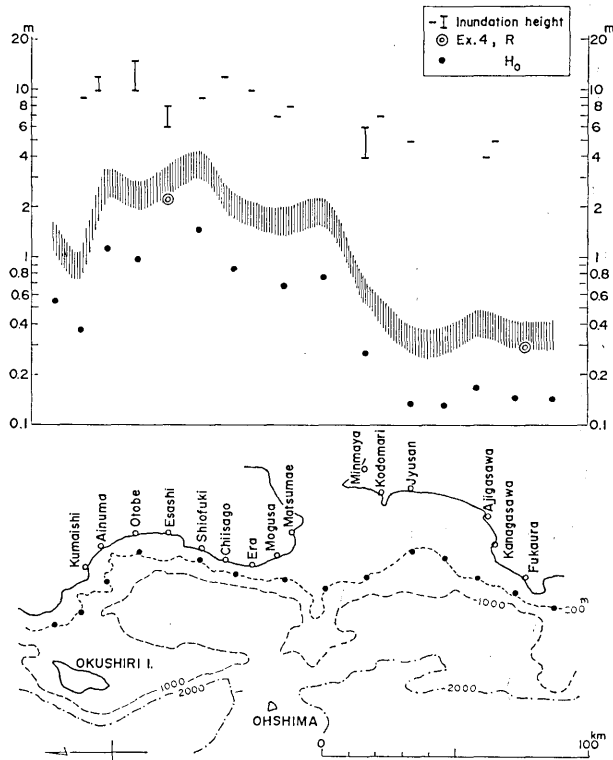 m
m
Inundation height
Ex.4, R
H₀
20
10
8
6
4
2
1
0.8
0.6
0.4
0.2
0.1
20
10
8
6
4
2
1
0.8
0.6
0.4
0.2
0.1
Kumaishi
Ainuma
Otobe
Esashi
Shiofuki
Chiisago
Era
Mogusa
Matsumae
Minmaya
Kodomari
Jyusan
Ajigasawa
Kanagasawa
Fukaura
200 m
1000
1000
2000
2000
OKUSHIRI I.
OHSHIMA
km
0
100